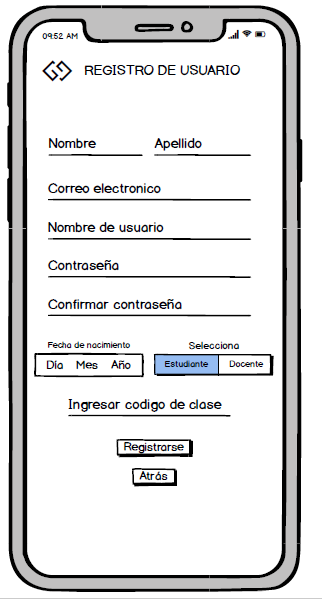 09:52 AM
REGISTRO DE USUARIO
Nombre Apellido
Correo electronico
Nombre de usuario
Contraseña
Confirmar contraseña
Fecha de nacimiento Selecciona
Día Mes Año Estudiante Docente
Ingresar codigo de clase
Registrarse
Atrás